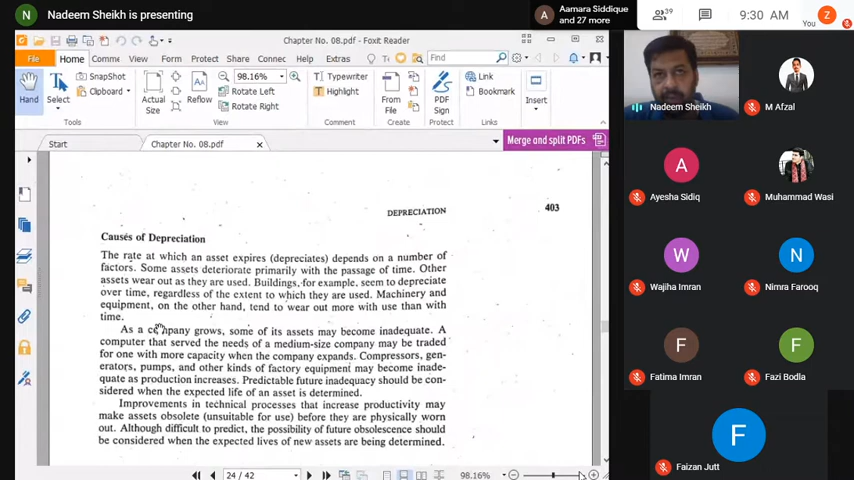 N Nadeem Sheikh is presenting
A Aamara Siddique
and 27 more
39
9:30 AM
Z
You
Chapter No. 08.pdf - Foxit Reader
File Home Comme View Form Protect Share Connec Help Extras Find
Hand
Select
SnapShot
Clipboard
Actual
Size
Reflow
98.16%
Rotate Left
Rotate Right
Typewriter
Highlight
From
File
PDF
Sign
Link
Bookmark
Insert
Tools
View
Comment
Create
Protect
Links
Start
Chapter No. 08.pdf
Merge and split PDFs
DEPRECIATION 403
Causes of Depreciation
The rate at which an asset expires (depreciates) depends on a number of
factors. Some assets deteriorate primarily with the passage of time. Other
assets wear out as they are used. Buildings, for example, seem to depreciate
over time, regardless of the extent to which they are used. Machinery and
equipment, on the other hand, tend to wear out more with use than with
time.
As a company grows, some of its assets may become inadequate. A
computer that served the needs of a medium-size company may be traded
for one with more capacity when the company expands. Compressors, gen-
erators, pumps, and other kinds of factory equipment may become inade-
quate as production increases. Predictable future inadequacy should be con-
sidered when the expected life of an asset is determined.
Improvements in technical processes that increase productivity may
make assets obsolete (unsuitable for use) before they are physically worn
out. Although difficult to predict, the possibility of future obsolescence should
be considered when the expected lives of new assets are being determined.
24 / 42
98.16%
Nadeem Sheikh
M Afzal
A
Ayesha Sidiq
Muhammad Wasi
W
Wajiha Imran
N
Nimra Farooq
F
Fatima Imran
F
Fazi Bodla
F
Faizan Jutt